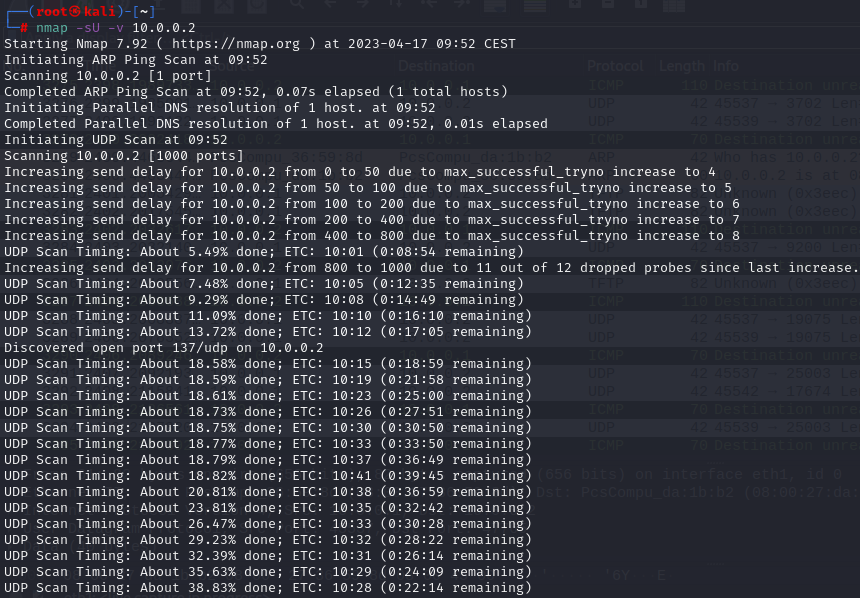 ┌──(root㉿kali)-[~]
└─# nmap -sU -v 10.0.0.2
Starting Nmap 7.92 ( https://nmap.org ) at 2023-04-17 09:52 CEST
Initiating ARP Ping Scan at 09:52
Scanning 10.0.0.2 [1 port]
Completed ARP Ping Scan at 09:52, 0.07s elapsed (1 total hosts)
Initiating Parallel DNS resolution of 1 host. at 09:52
Completed Parallel DNS resolution of 1 host. at 09:52, 0.01s elapsed
Initiating UDP Scan at 09:52
Scanning 10.0.0.2 [1000 ports]
Increasing send delay for 10.0.0.2 from 0 to 50 due to max_successful_tryno increase to 4
Increasing send delay for 10.0.0.2 from 50 to 100 due to max_successful_tryno increase to 5
Increasing send delay for 10.0.0.2 from 100 to 200 due to max_successful_tryno increase to 6
Increasing send delay for 10.0.0.2 from 200 to 400 due to max_successful_tryno increase to 7
Increasing send delay for 10.0.0.2 from 400 to 800 due to max_successful_tryno increase to 8
UDP Scan Timing: About 5.49% done; ETC: 10:01 (0:08:54 remaining)
Increasing send delay for 10.0.0.2 from 800 to 1000 due to 11 out of 12 dropped probes since last increase.
UDP Scan Timing: About 7.48% done; ETC: 10:05 (0:12:35 remaining)
UDP Scan Timing: About 9.29% done; ETC: 10:08 (0:14:49 remaining)
UDP Scan Timing: About 11.09% done; ETC: 10:10 (0:16:10 remaining)
UDP Scan Timing: About 13.72% done; ETC: 10:12 (0:17:05 remaining)
Discovered open port 137/udp on 10.0.0.2
UDP Scan Timing: About 18.58% done; ETC: 10:15 (0:18:59 remaining)
UDP Scan Timing: About 18.59% done; ETC: 10:19 (0:21:58 remaining)
UDP Scan Timing: About 18.61% done; ETC: 10:23 (0:25:00 remaining)
UDP Scan Timing: About 18.73% done; ETC: 10:26 (0:27:51 remaining)
UDP Scan Timing: About 18.75% done; ETC: 10:30 (0:30:50 remaining)
UDP Scan Timing: About 18.77% done; ETC: 10:33 (0:33:50 remaining)
UDP Scan Timing: About 18.79% done; ETC: 10:37 (0:36:49 remaining)
UDP Scan Timing: About 18.82% done; ETC: 10:41 (0:39:45 remaining)
UDP Scan Timing: About 20.81% done; ETC: 10:38 (0:36:59 remaining)
UDP Scan Timing: About 23.81% done; ETC: 10:35 (0:32:42 remaining)
UDP Scan Timing: About 26.47% done; ETC: 10:33 (0:30:28 remaining)
UDP Scan Timing: About 29.23% done; ETC: 10:32 (0:28:22 remaining)
UDP Scan Timing: About 32.39% done; ETC: 10:31 (0:26:14 remaining)
UDP Scan Timing: About 35.63% done; ETC: 10:29 (0:24:09 remaining)
UDP Scan Timing: About 38.83% done; ETC: 10:28 (0:22:14 remaining)